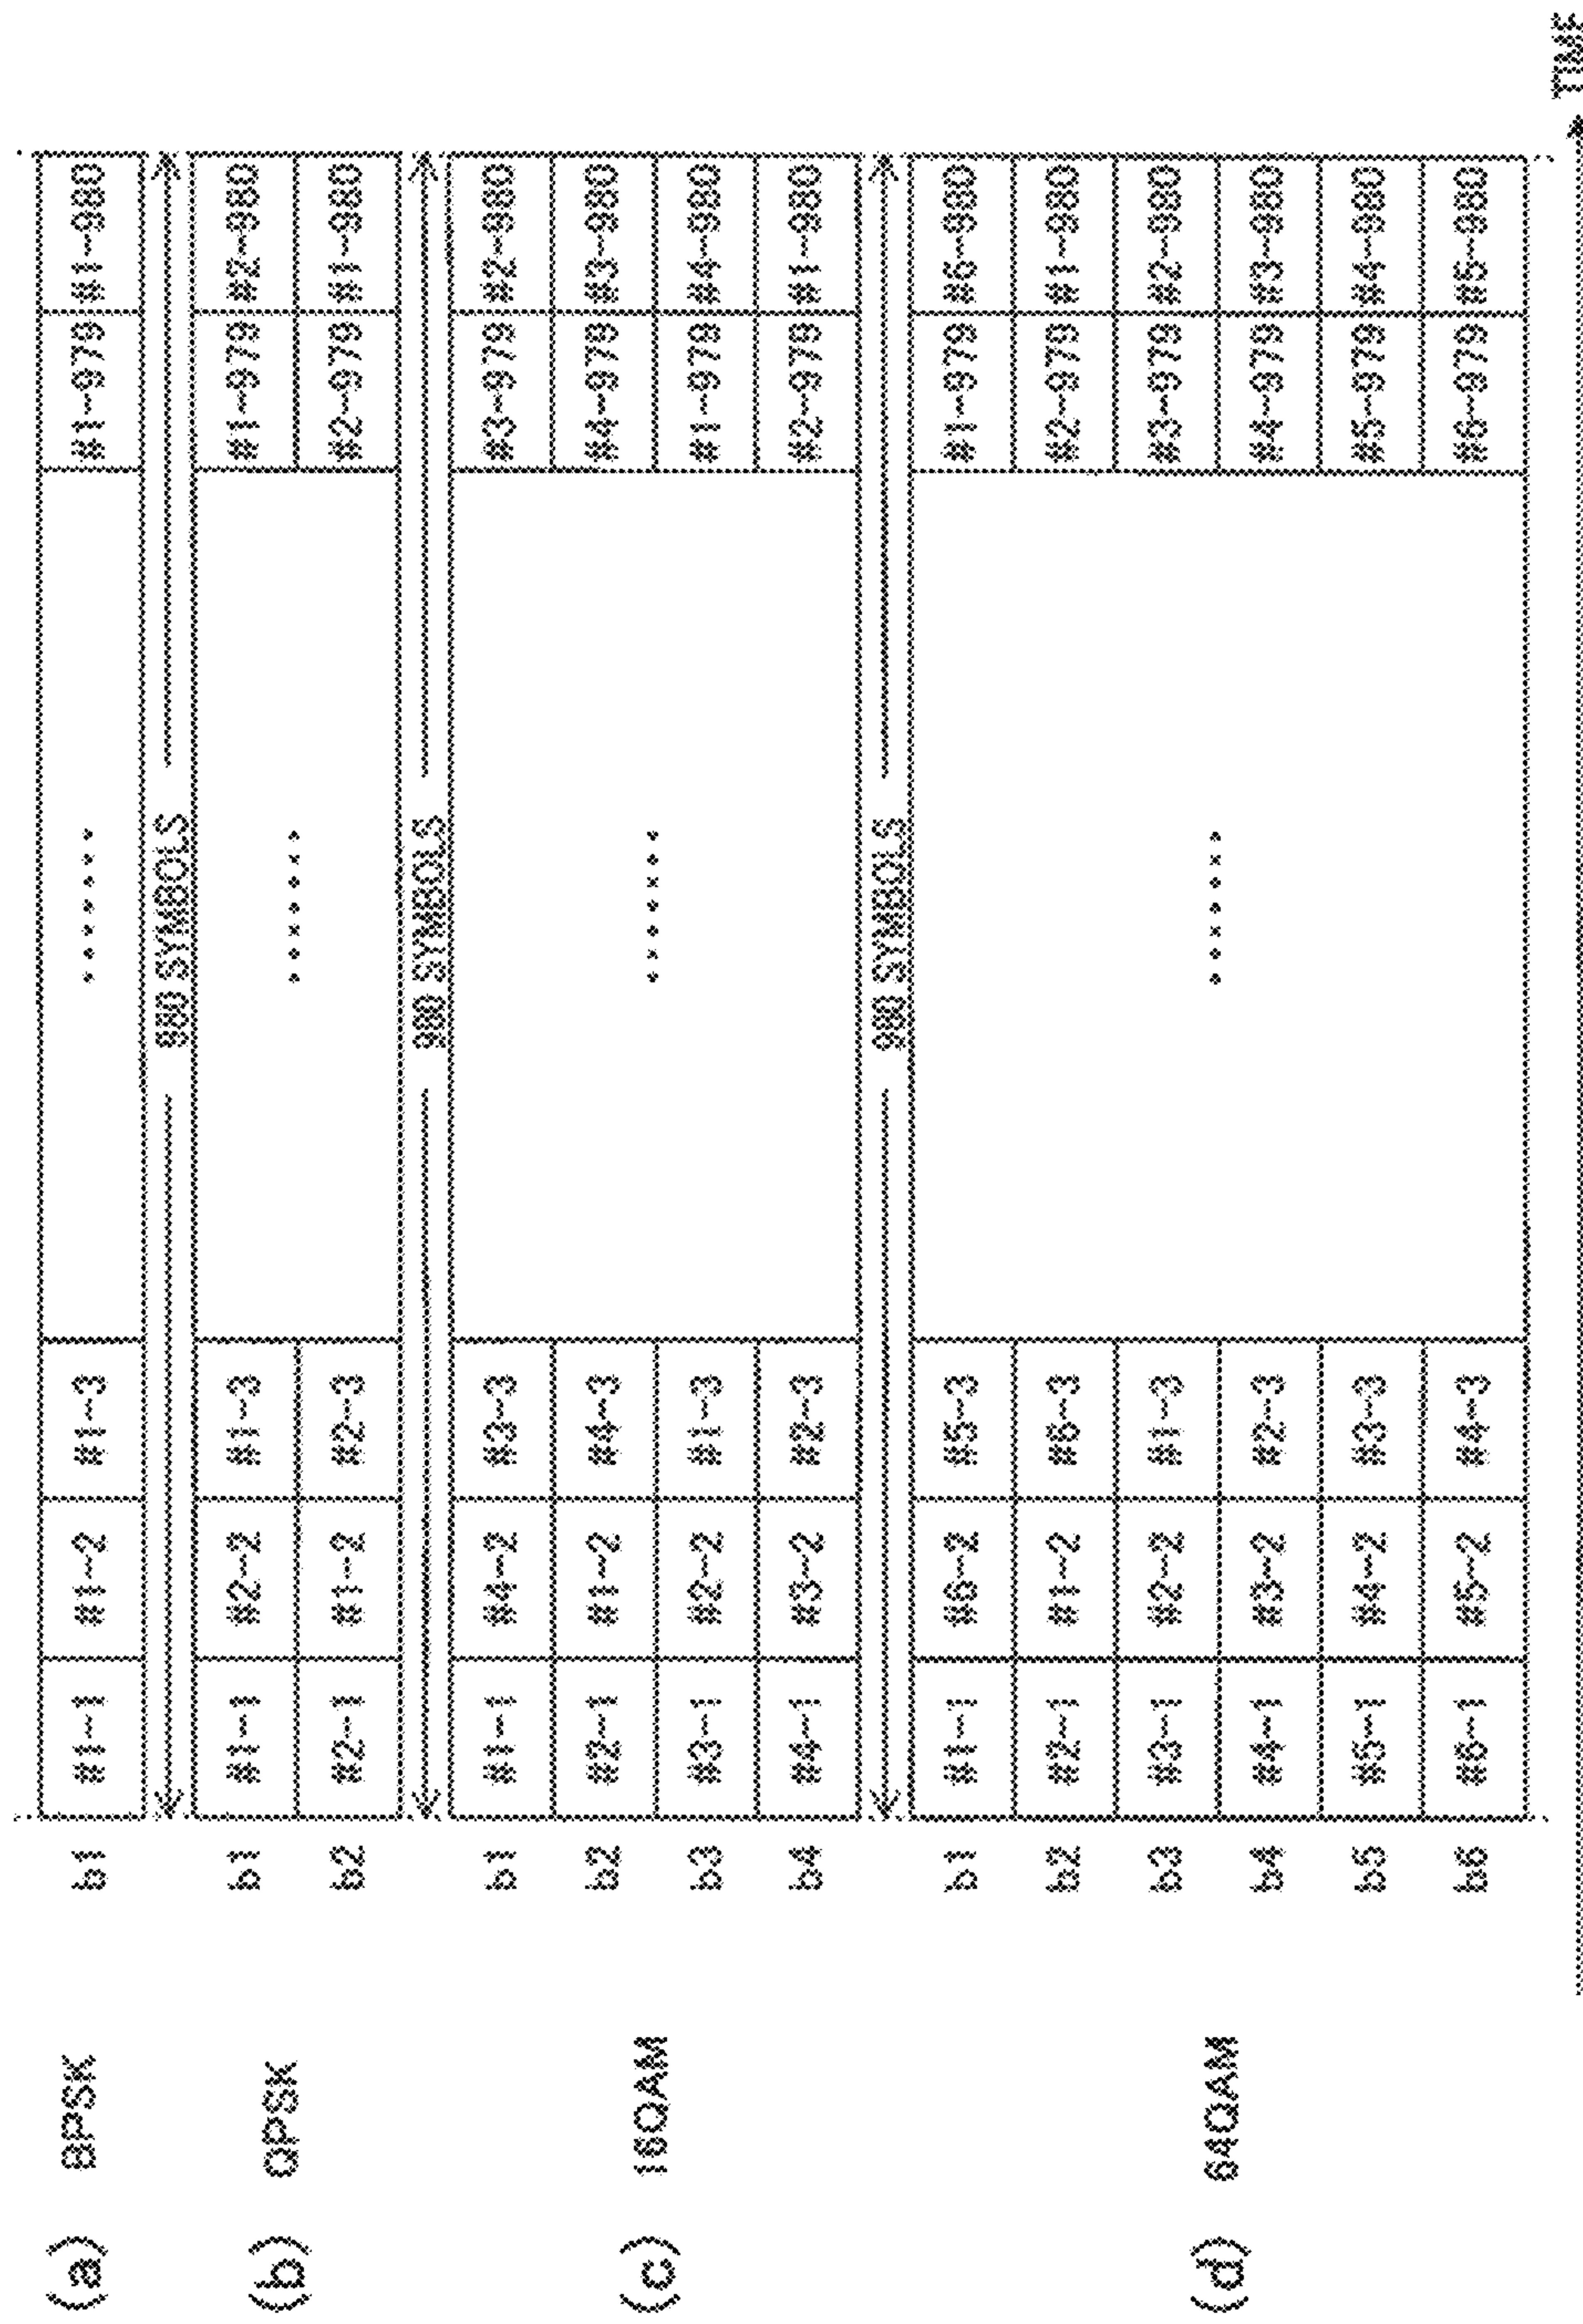 (a) BPSK b1 #1-1 #1-2 #1-3 ....... #1-979 #1-980
980 SYMBOLS
(b) QPSK
b1 #1-1 #2-2 #1-3 ....... #1-979 #2-980
b2 #2-1 #1-2 #2-3 #2-979 #1-980
980 SYMBOLS
(c) 16QAM
b1 #1-1 #4-2 #3-3 ....... #3-979 #2-980
b2 #2-1 #1-2 #4-3 #4-979 #3-980
b3 #3-1 #2-2 #1-3 #1-979 #4-980
b4 #4-1 #3-2 #2-3 #2-979 #1-980
980 SYMBOLS
(d) 64QAM
b1 #1-1 #6-2 #5-3 ....... #1-979 #6-980
b2 #2-1 #1-2 #6-3 #2-979 #1-980
b3 #3-1 #2-2 #1-3 #3-979 #2-980
b4 #4-1 #3-2 #2-3 #4-979 #3-980
b5 #5-1 #4-2 #3-3 #5-979 #4-980
b6 #6-1 #5-2 #4-3 #6-979 #5-980
TIME